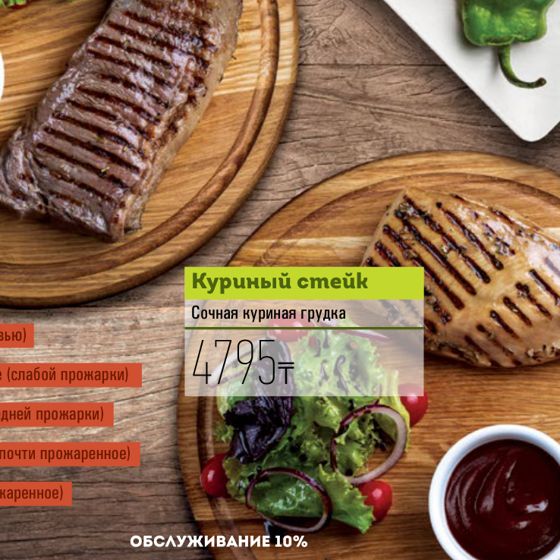 Куриный стейк
Сочная куриная грудка
4795₸
вью)
е (слабой прожарки)
дней прожарки)
почти прожаренное)
жаренное)
ОБСЛУЖИВАНИЕ 10%